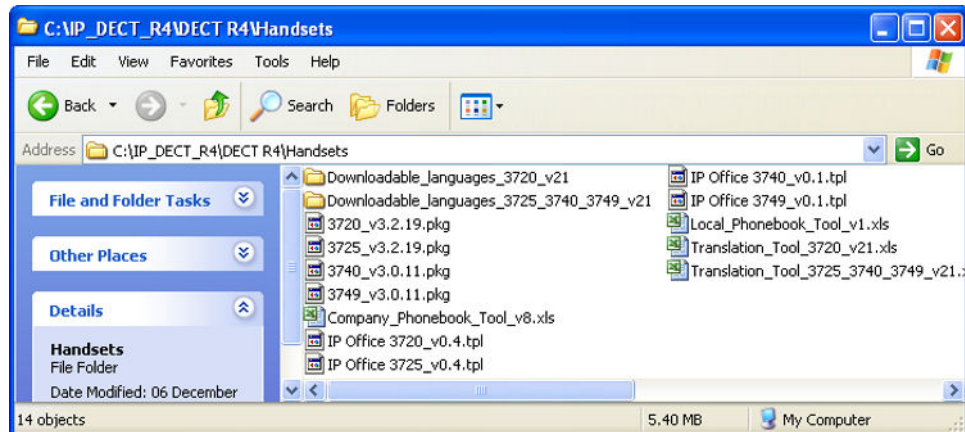 C:\IP_DECT_R4\DECT R4\Handsets
File Edit View Favorites Tools Help
Back Search Folders
Address C:\IP_DECT_R4\DECT R4\Handsets Go
File and Folder Tasks
Other Places
Details
Handsets
File Folder
Date Modified: 06 December
Downloadable_languages_3720_v21
Downloadable_languages_3725_3740_3749_v21
3720_v3.2.19.pkg
3725_v3.2.19.pkg
3740_v3.0.11.pkg
3749_v3.0.11.pkg
Company_Phonebook_Tool_v8.xls
IP Office 3720_v0.4.tpl
IP Office 3725_v0.4.tpl
IP Office 3740_v0.1.tpl
IP Office 3749_v0.1.tpl
Local_Phonebook_Tool_v1.xls
Translation_Tool_3720_v21.xls
Translation_Tool_3725_3740_3749_v21.
14 objects 5.40 MB My Computer